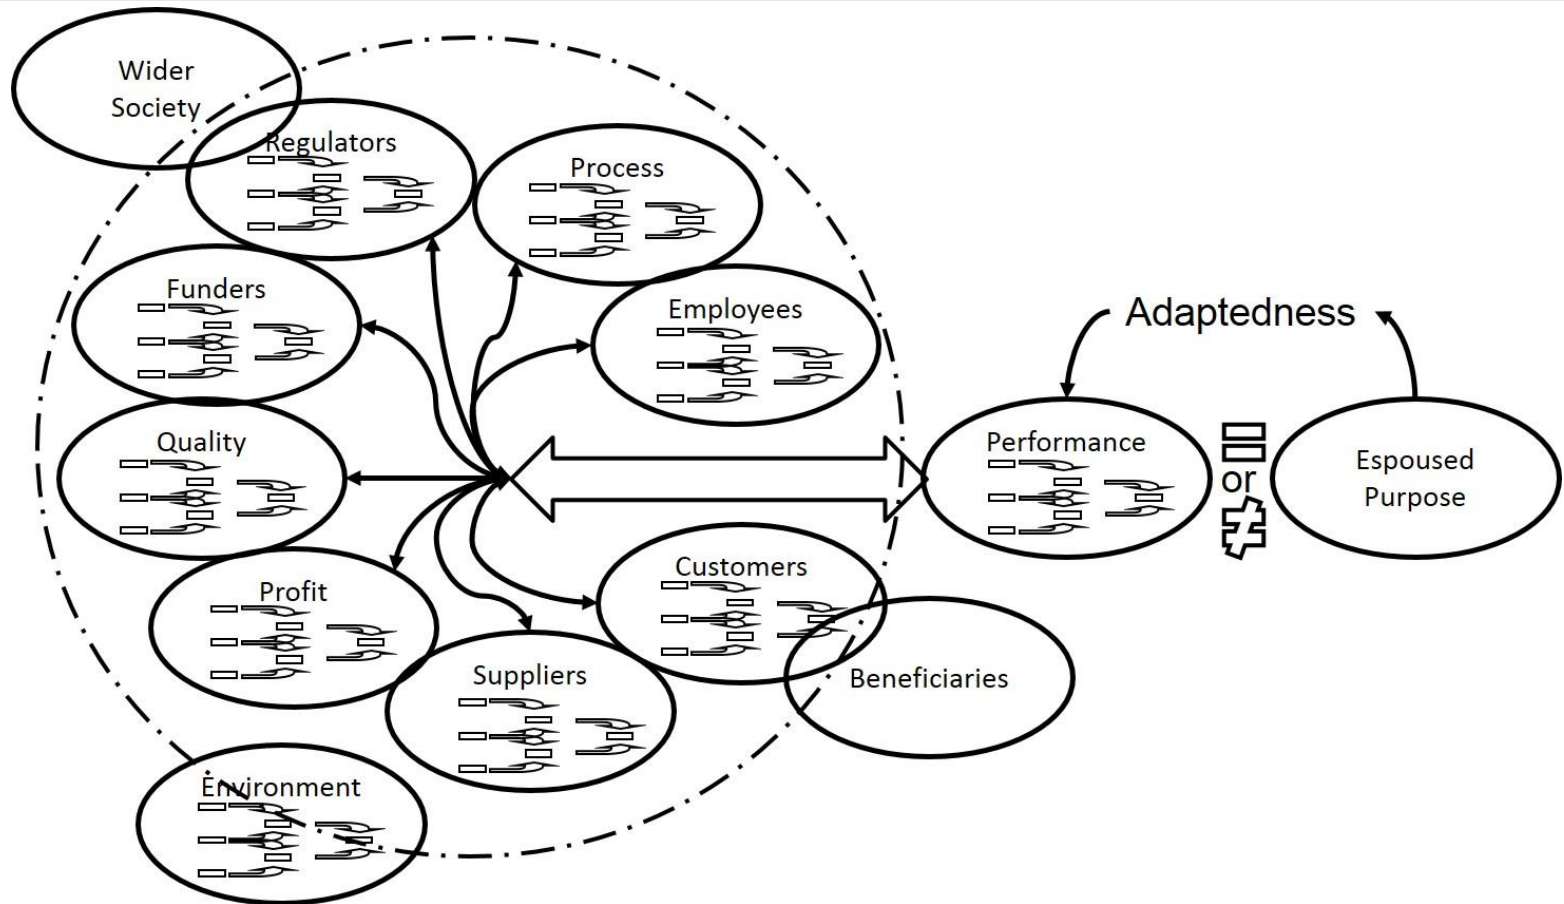 Wider
Society
Regulators
Process
Funders
Employees
Adaptedness
Quality
Performance
=
or
≠
Espoused
Purpose
Profit
Customers
Suppliers
Beneficiaries
Environment